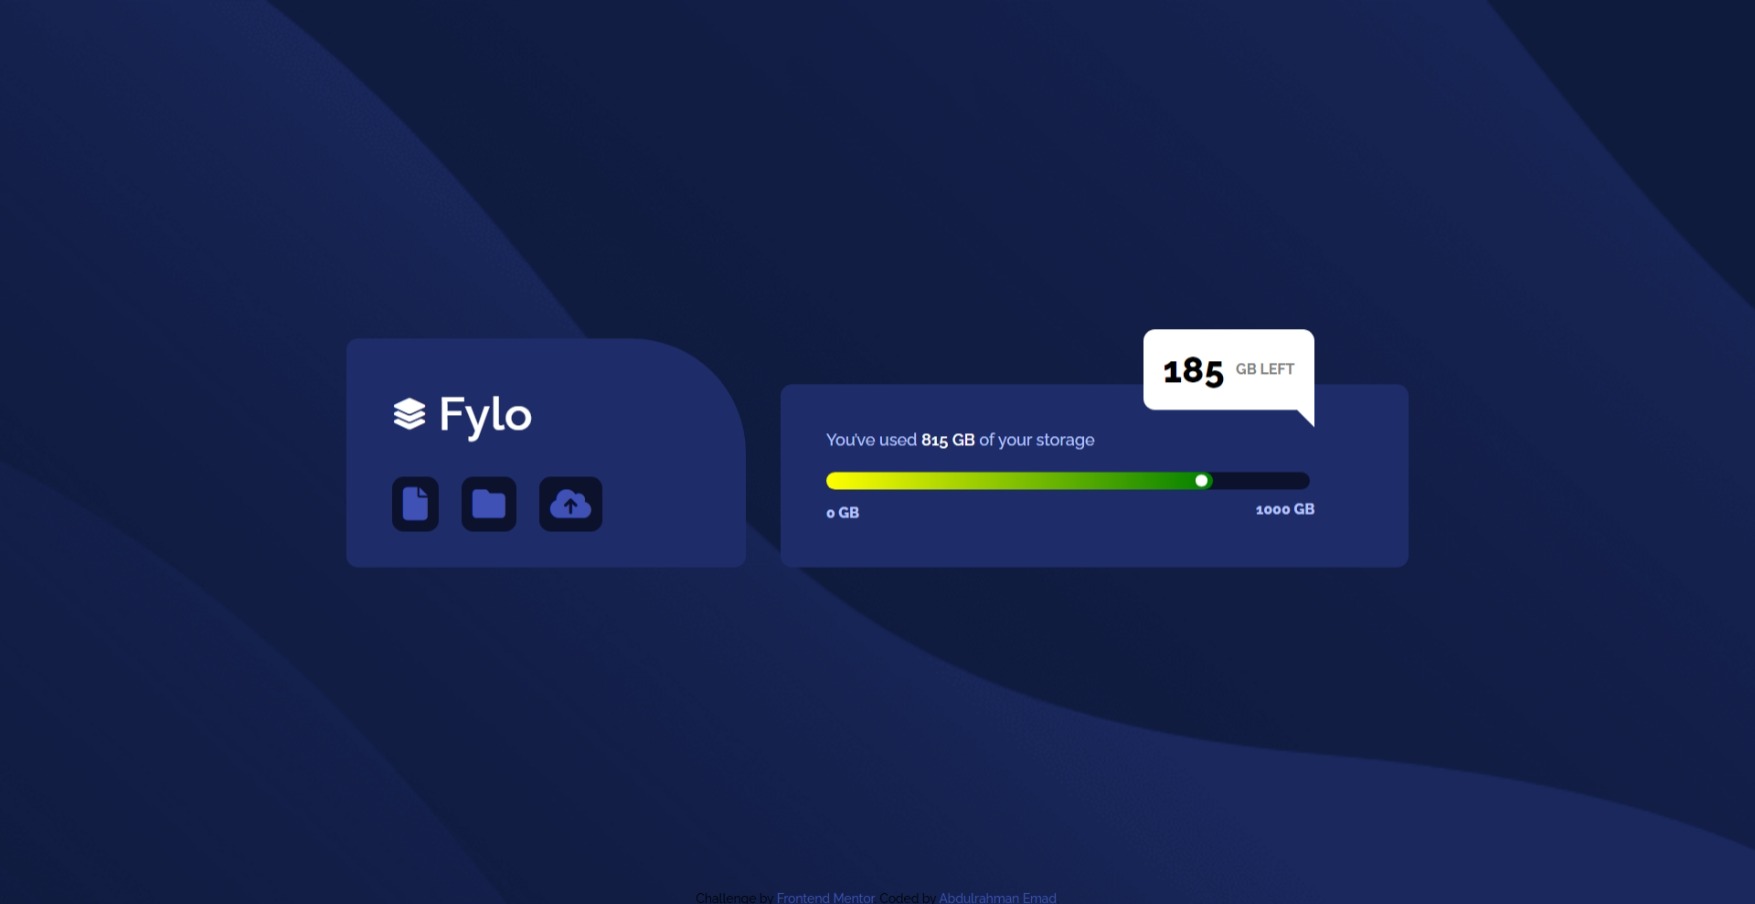 Fylo
185 GB LEFT
You've used 815 GB of your storage
0 GB
1000 GB
Challenge by Frontend Mentor. Coded by Abdulrahman Emad